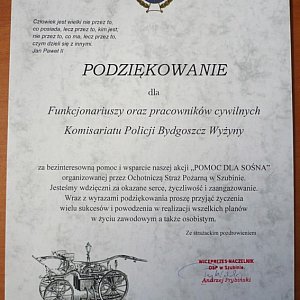 Człowiek jest wielki nie przez to,
co posiada, lecz przez to, kim jest;
nie przez to, co ma, lecz przez to,
czym dzieli się z innymi.
Jan Paweł II
PODZIĘKOWANIE
dla
Funkcjonariuszy oraz pracowników cywilnych
Komisariatu Policji Bydgoszcz Wyżyny
za bezinteresowną pomoc i wsparcie naszej akcji „POMOC DLA SOŚNA”
organizowanej przez Ochotniczą Straż Pożarną w Szubinie.
Jesteśmy wdzięczni za okazane serce, życzliwość i zaangażowanie.
Wraz z wyrazami podziękowania proszę przyjąć życzenia
wielu sukcesów i powodzenia w realizacji wszelkich planów
w życiu zawodowym a także osobistym.
Ze strażackim pozdrowieniem
WICEPREZES-NACZELNIK
OSP w Szubinie
Andrzej Grybiński